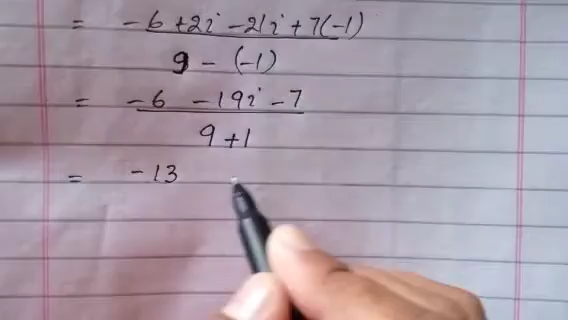 = -6 +2i -21i +7(-1)
9 - (-1)
= -6 -19i -7
9 +1
= -13